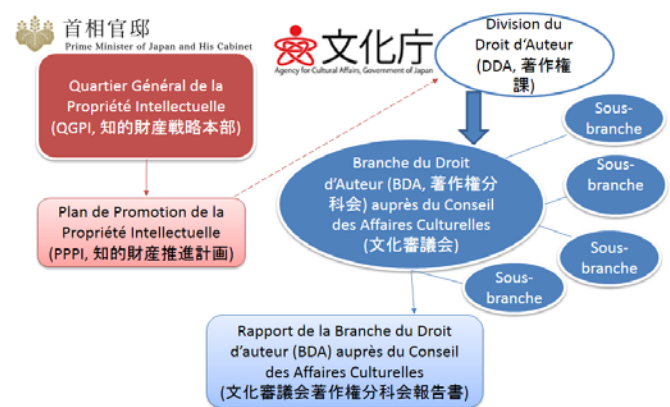 首相官邸
Prime Minister of Japan and His Cabinet
文化庁
Agency for Cultural Affairs, Government of Japan
Division du
Droit d'Auteur
(DDA, 著作権
課)
Quartier Général de la
Propriété Intellectuelle
(QGPI, 知的財産戦略本部)
Sous-
branche
Branche du Droit
d'Auteur (BDA, 著作権分
科会) auprès du Conseil
des Affaires Culturelles
(文化審議会)
Sous-
branche
Plan de Promotion de la
Propriété Intellectuelle
(PPPI, 知的財産推進計画)
Sous-
branche
Sous-
branche
Rapport de la Branche du Droit
d'auteur (BDA) auprès du Conseil
des Affaires Culturelles
(文化審議会著作権分科会報告書)